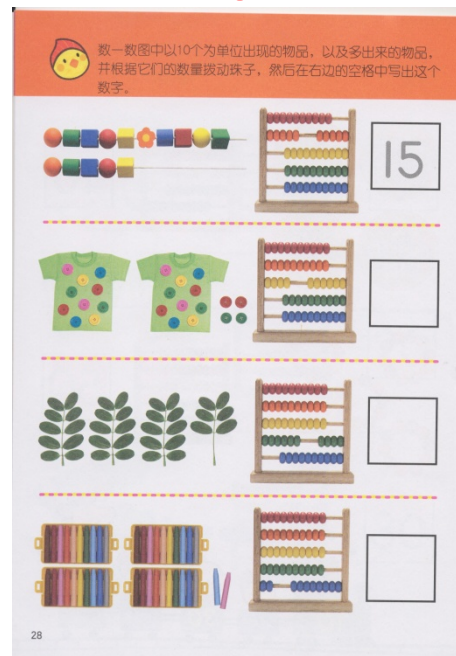 数一数图中以10个为单位出现的物品，以及多出来的物品，
并根据它们的数量拨动珠子，然后在右边的空格中写出这个
数字。
15
28